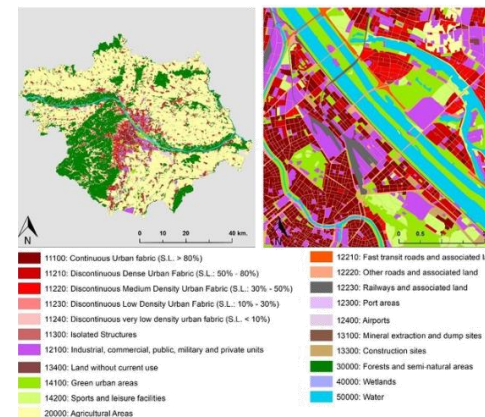 N
0 10 20 40 km.
N
0 0.5
11100: Continuous Urban fabric (S.L. > 80%)
11210: Discontinuous Dense Urban Fabric (S.L.: 50% - 80%)
11220: Discontinuous Medium Density Urban Fabric (S.L.: 30% - 50%)
11230: Discontinuous Low Density Urban Fabric (S.L.: 10% - 30%)
11240: Discontinuous very low density urban fabric (S.L. < 10%)
11300: Isolated Structures
12100: Industrial, commercial, public, military and private units
13400: Land without current use
14100: Green urban areas
14200: Sports and leisure facilities
20000: Agricultural Areas
12210: Fast transit roads and associated l
12220: Other roads and associated land
12230: Railways and associated land
12300: Port areas
12400: Airports
13100: Mineral extraction and dump sites
13300: Construction sites
30000: Forests and semi-natural areas
40000: Wetlands
50000: Water